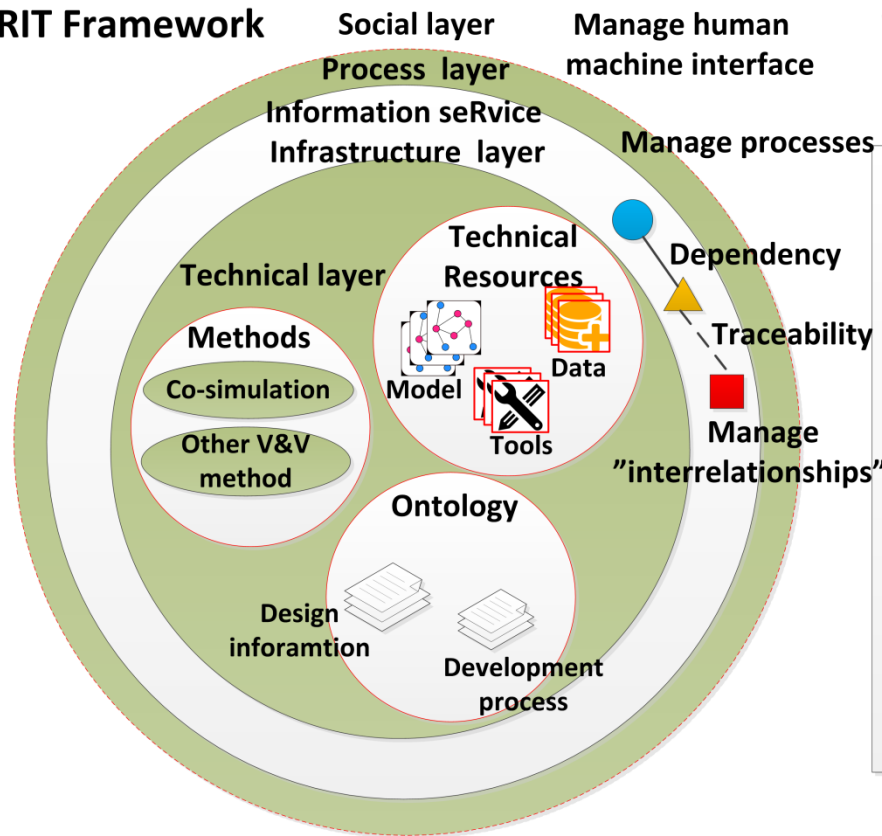 RIT Framework
Social layer
Manage human
machine interface
Process layer
Information seRvice
Infrastructure layer
Manage processes
Technical
Resources
Dependency
Technical layer
Traceability
Methods
Model
Data
Co-simulation
Tools
Other V&V
method
Manage
”interrelationships”
Ontology
Design
inforamtion
Development
process